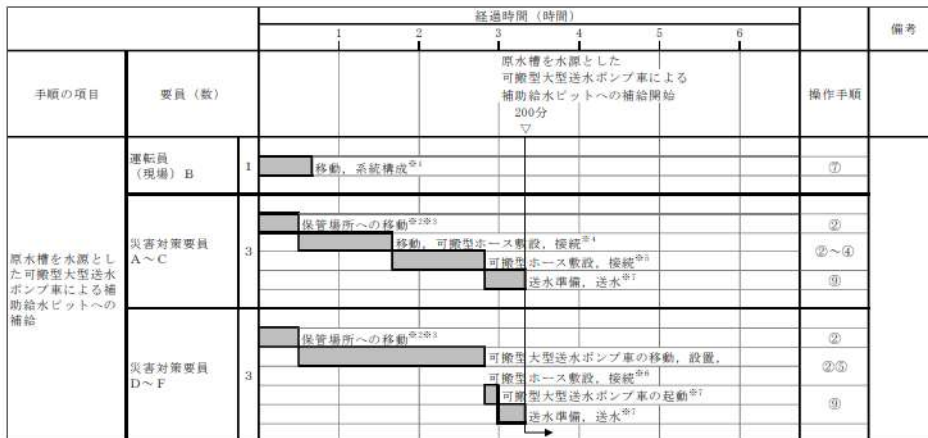 経過時間（時間）
備考
1 2 3 4 5 6
手順の項目
要員（数）
原水槽を水源とした
可搬型大型送水ポンプ車による
補助給水ピットへの補給開始
200分
▽
操作手順
原水槽を水源とし
た可搬型大型送水
ポンプ車による補
助給水ピットへの
補給
運転員
（現場）B
1
移動，系統構成※1
⑦
災害対策要員
A～C
3
保管場所への移動※2※3
②
移動，可搬型ホース敷設，接続※4
可搬型ホース敷設，接続※5
②～④
送水準備，送水※7
⑨
災害対策要員
D～F
3
保管場所への移動※2※3
②
可搬型大型送水ポンプ車の移動，設置，
可搬型ホース敷設，接続※6
②⑤
可搬型大型送水ポンプ車の起動※7
送水準備，送水※7
⑨